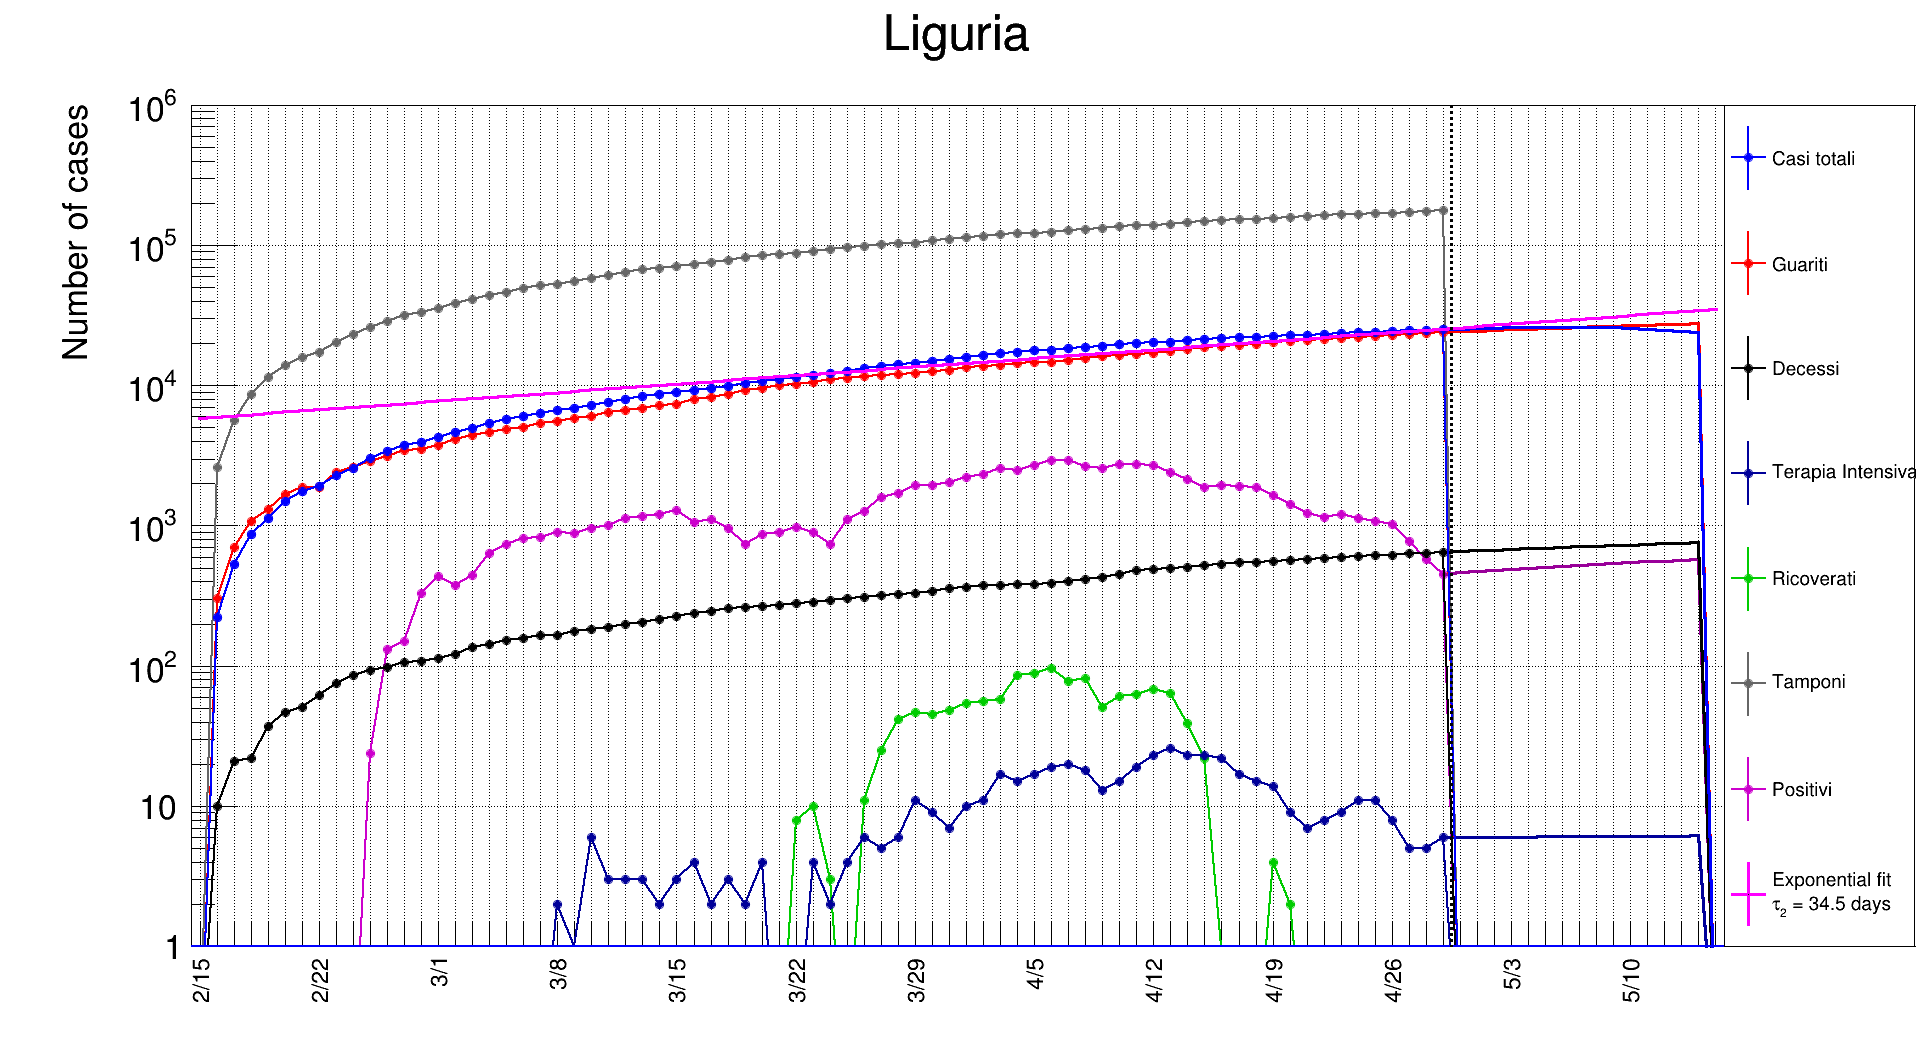 Liguria
Number of cases
10^6
10^5
10^4
10^3
10^2
10
1
2/15
2/22
3/1
3/8
3/15
3/22
3/29
4/5
4/12
4/19
4/26
5/3
5/10
Casi totali
Guariti
Decessi
Terapia Intensiva
Ricoverati
Tamponi
Positivi
Exponential fit
τ₂ = 34.5 days